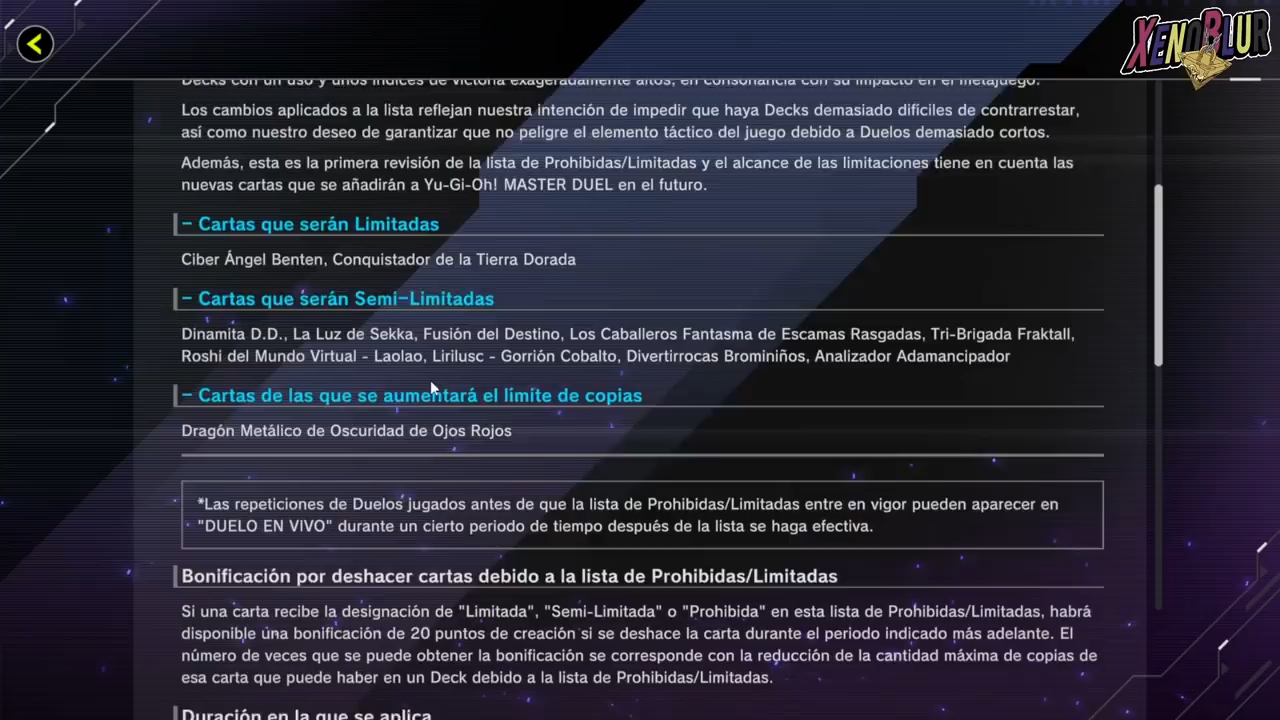 XENOBLUR
Decks con un uso y unos índices de victoria exageradamente altos, en consonancia con su impacto en el metajuego.
Los cambios aplicados a la lista reflejan nuestra intención de impedir que haya Decks demasiado difíciles de contrarrestar,
así como nuestro deseo de garantizar que no peligre el elemento táctico del juego debido a Duelos demasiado cortos.
Además, esta es la primera revisión de la lista de Prohibidas/Limitadas y el alcance de las limitaciones tiene en cuenta las
nuevas cartas que se añadirán a Yu-Gi-Oh! MASTER DUEL en el futuro.
- Cartas que serán Limitadas
Ciber Ángel Benten, Conquistador de la Tierra Dorada
- Cartas que serán Semi-Limitadas
Dinamita D.D., La Luz de Sekka, Fusión del Destino, Los Caballeros Fantasma de Escamas Rasgadas, Tri-Brigada Fraktall,
Roshi del Mundo Virtual - Laolao, Lirilusc - Gorrión Cobalto, Divertirrocas Brominiños, Analizador Adamancipador
- Cartas de las que se aumentará el límite de copias
Dragón Metálico de Oscuridad de Ojos Rojos
*Las repeticiones de Duelos jugados antes de que la lista de Prohibidas/Limitadas entre en vigor pueden aparecer en
"DUELO EN VIVO" durante un cierto periodo de tiempo después de la lista se haga efectiva.
Bonificación por deshacer cartas debido a la lista de Prohibidas/Limitadas
Si una carta recibe la designación de "Limitada", "Semi-Limitada" o "Prohibida" en esta lista de Prohibidas/Limitadas, habrá
disponible una bonificación de 20 puntos de creación si se deshace la carta durante el periodo indicado más adelante. El
número de veces que se puede obtener la bonificación se corresponde con la reducción de la cantidad máxima de copias de
esa carta que puede haber en un Deck debido a la lista de Prohibidas/Limitadas.
Duración en la que se aplica